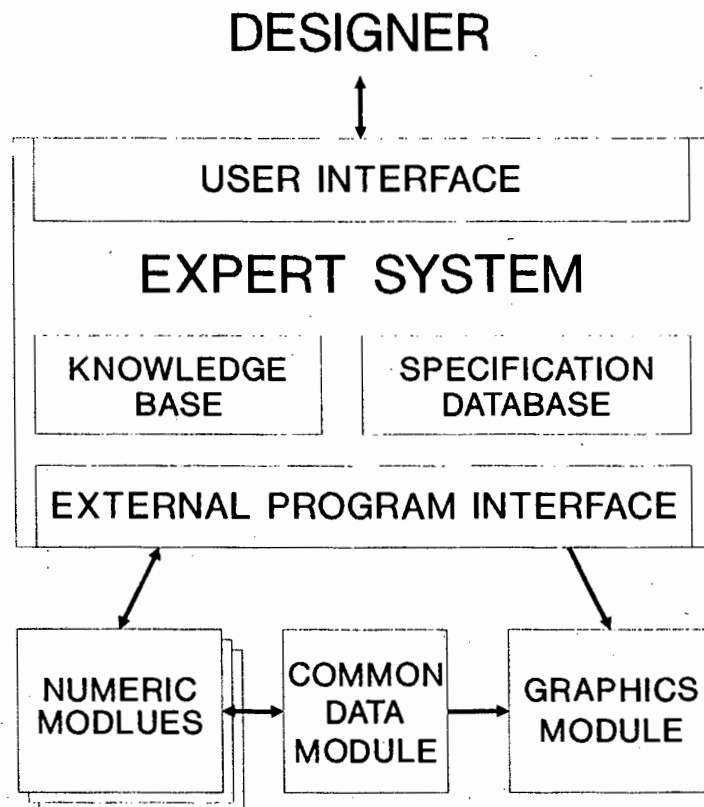 DESIGNER
USER INTERFACE
EXPERT SYSTEM
KNOWLEDGE
BASE
SPECIFICATION
DATABASE
EXTERNAL PROGRAM INTERFACE
NUMERIC
MODLUES
COMMON
DATA
MODULE
GRAPHICS
MODULE